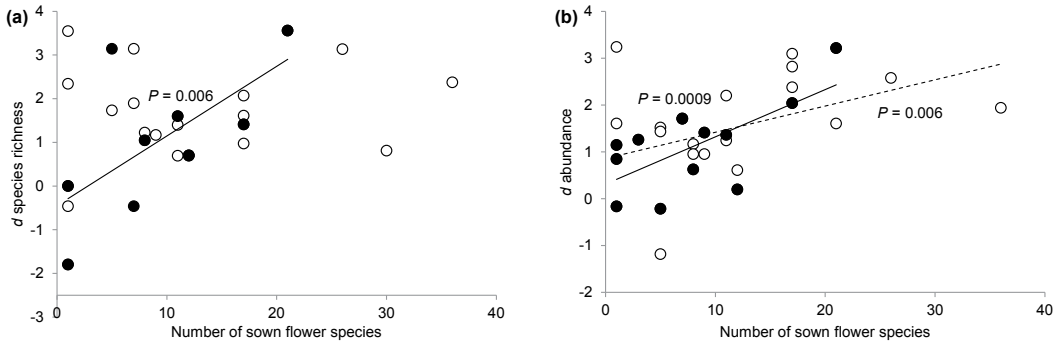 (a)
4
3
2
1
0
-1
-2
-3
d species richness
P = 0.006
0
10
20
30
40
Number of sown flower species
(b)
4
3
2
1
0
-1
-2
d abundance
P = 0.0009
P = 0.006
0
10
20
30
40
Number of sown flower species